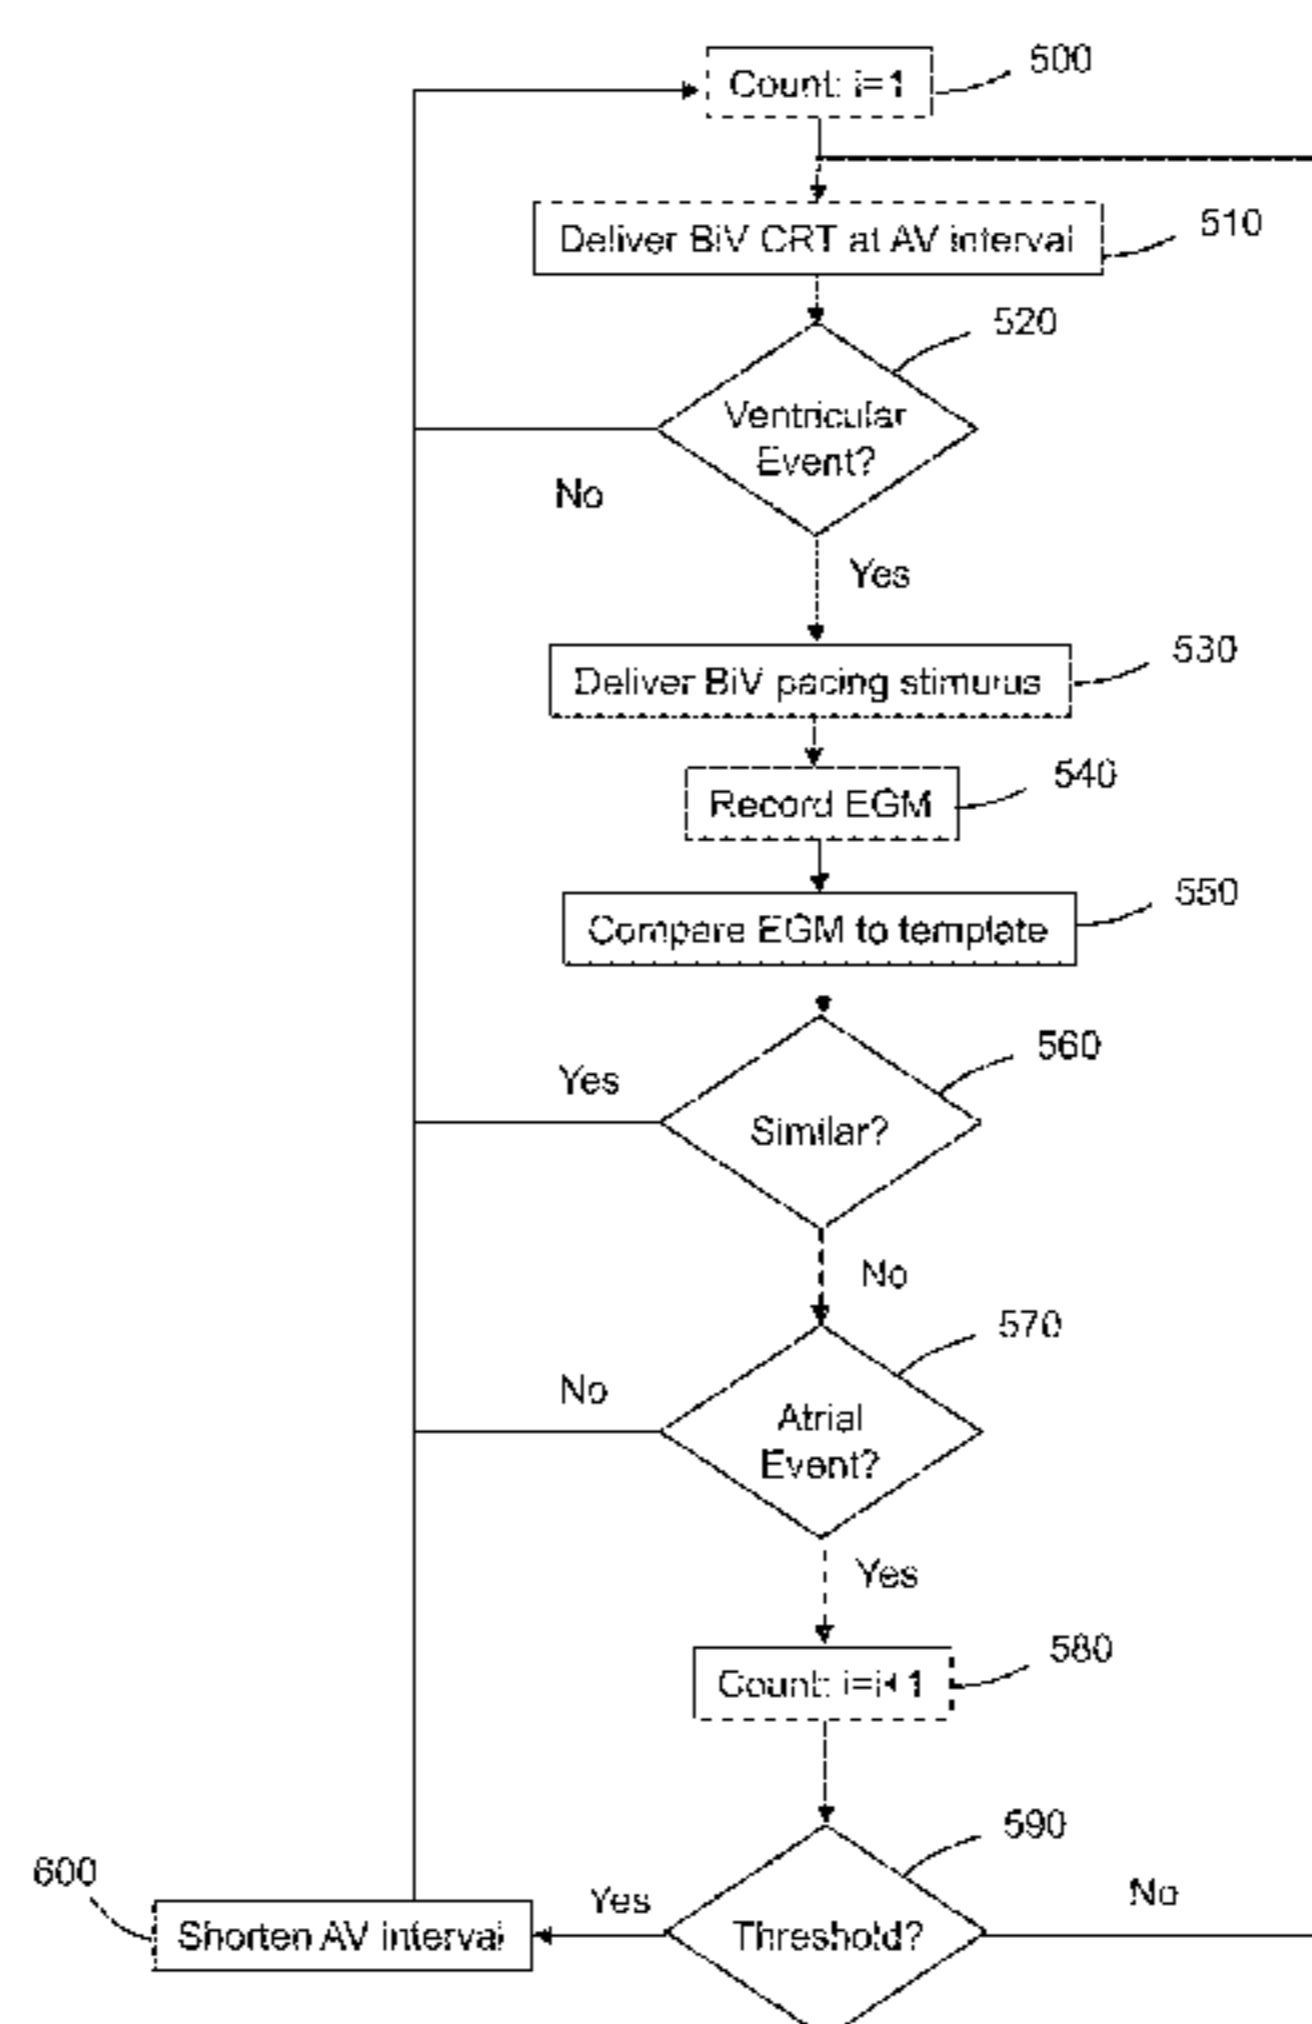 500
Count: i=1
510
Deliver BiV CRT at AV interval
520
Ventricular
Event?
No
Yes
530
Deliver BiV pacing stimurus
540
Record EGM
550
Compare EGM to template
560
Yes
Similar?
No
570
No
Atrial
Event?
Yes
580
Count: i=i+1
590
600
Yes
No
Shorten AV interval
Threshold?